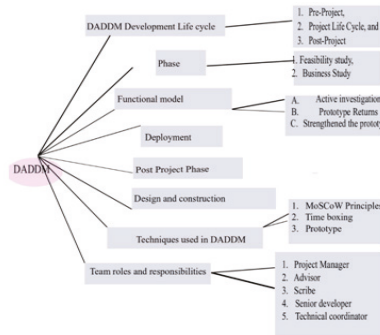 DADDM Development Life cycle
1. Pre-Project,
2. Project Life Cycle, and
3. Post-Project
Phase
1. Feasibility study,
2. Business Study
Functional model
A. Active investigation
B. Prototype Returns
C. Strengthened the prototy
Deployment
DADDM
Post Project Phase
Design and construction
Techniques used in DADDM
1. MoSCoW Principles
2. Time boxing
3. Prototype
Team roles and responsibilities
1. Project Manager
2. Advisor
3. Scribe
4. Senior developer
5. Technical coordinator